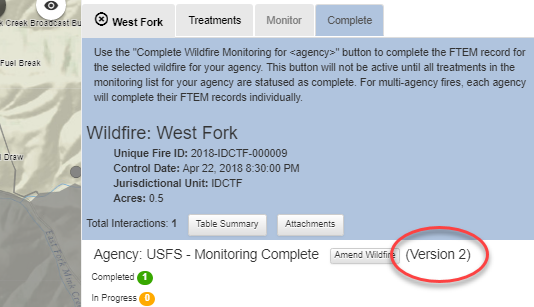 Creek Broadcast Bu
Fuel Break
Draw
East Fork Mink Creek
West Fork
Treatments
Monitor
Complete
Use the "Complete Wildfire Monitoring for <agency>" button to complete the FTEM record for
the selected wildfire for your agency. This button will not be active until all treatments in the
monitoring list for your agency are statused as complete. For multi-agency fires, each agency
will complete their FTEM records individually.
Wildfire: West Fork
Unique Fire ID: 2018-IDCTF-000009
Control Date: Apr 22, 2018 8:30:00 PM
Jurisdictional Unit: IDCTF
Acres: 0.5
Total Interactions: 1 Table Summary Attachments
Agency: USFS - Monitoring Complete Amend Wildfire (Version 2)
Completed 1
In Progress 0